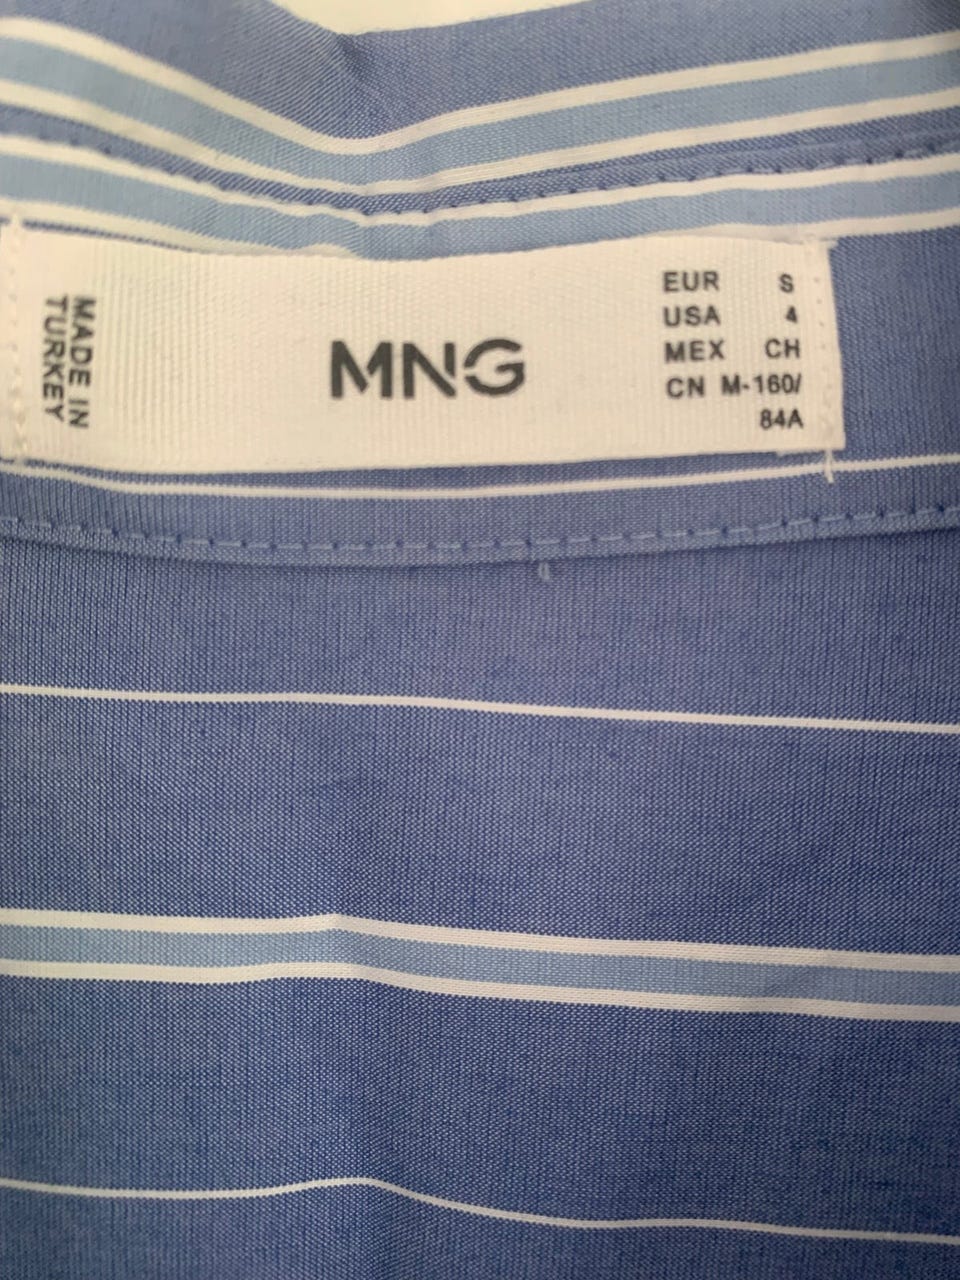 MADE IN
TURKEY
MNG
EUR S
USA 4
MEX CH
CN M-160/
84A